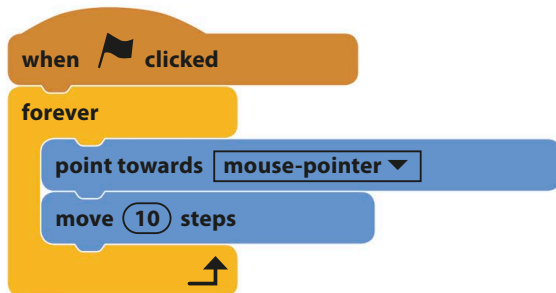 when clicked
forever
point towards mouse-pointer
move 10 steps